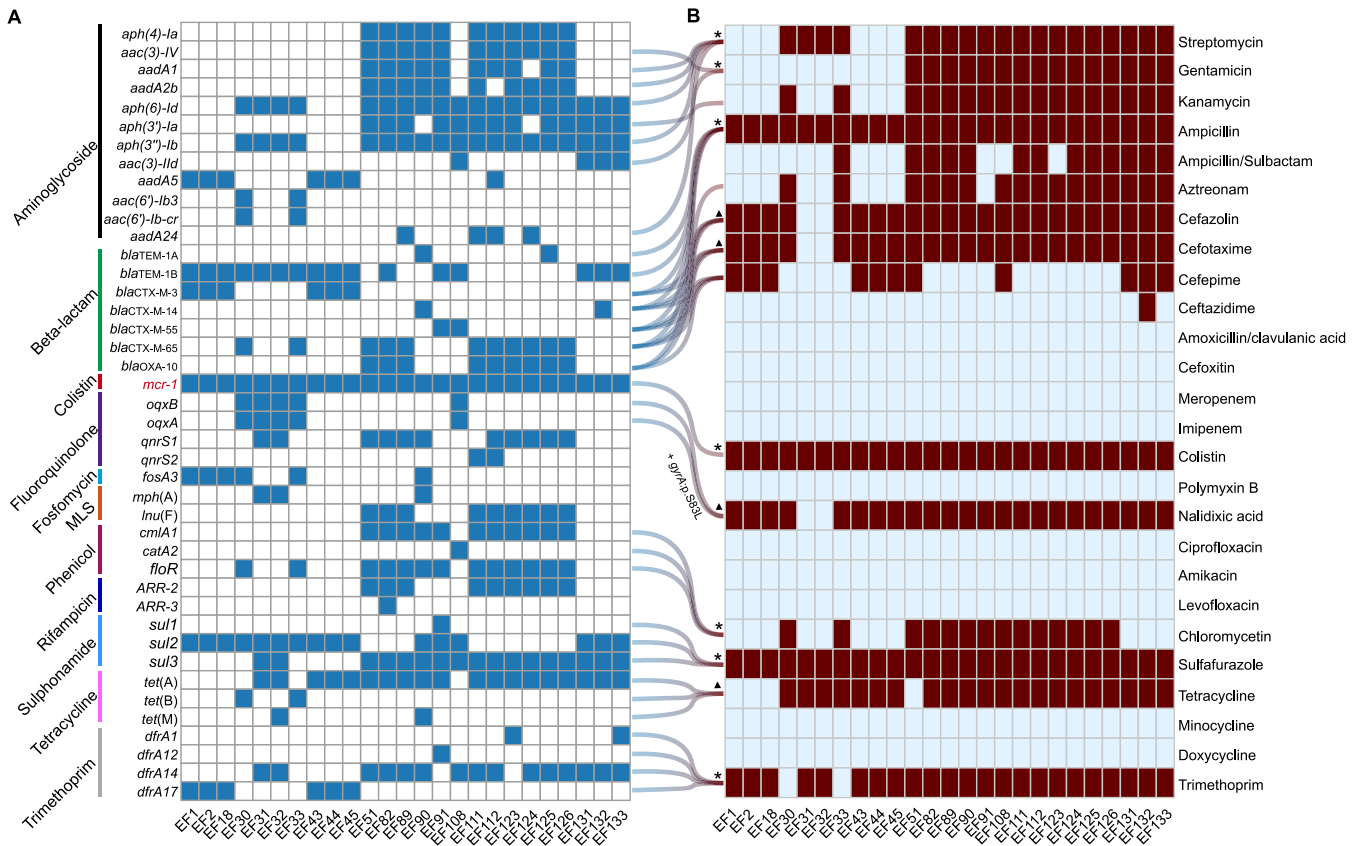 A
B
Aminoglycoside
Beta-lactam
Colistin
Fluoroquinolone
Fosfomycin
MLS
Phenicol
Rifampicin
Sulphonamide
Tetracycline
Trimethoprim
aph(4)-Ia
aac(3)-IV
aadA1
aadA2b
aph(6)-Id
aph(3')-Ia
aph(3'')-Ib
aac(3)-IId
aadA5
aac(6')-Ib3
aac(6')-Ib-cr
aadA24
blaTEM-1A
blaTEM-1B
blaCTX-M-3
blaCTX-M-14
blaCTX-M-55
blaCTX-M-65
blaOXA-10
mcr-1
oqxB
oqxA
qnrS1
qnrS2
fosA3
mph(A)
lnu(F)
cmlA1
catA2
floR
ARR-2
ARR-3
sul1
sul2
sul3
tet(A)
tet(B)
tet(M)
dfrA1
dfrA12
dfrA14
dfrA17
EF1 EF2 EF18 EF30 EF31 EF32 EF33 EF43 EF44 EF45 EF51 EF82 EF89 EF90 EF91 EF108 EF111 EF112 EF123 EF124 EF125 EF126 EF131 EF132 EF133
+ gyrA:p.S83L
*
*
*
▲
▲
*
▲
*
*
▲
*
Streptomycin
Gentamicin
Kanamycin
Ampicillin
Ampicillin/Sulbactam
Aztreonam
Cefazolin
Cefotaxime
Cefepime
Ceftazidime
Amoxicillin/clavulanic acid
Cefoxitin
Meropenem
Imipenem
Colistin
Polymyxin B
Nalidixic acid
Ciprofloxacin
Amikacin
Levofloxacin
Chloromycetin
Sulfafurazole
Tetracycline
Minocycline
Doxycycline
Trimethoprim
EF1 EF2 EF18 EF30 EF31 EF32 EF33 EF43 EF44 EF45 EF51 EF82 EF89 EF90 EF91 EF108 EF111 EF112 EF123 EF124 EF125 EF126 EF131 EF132 EF133